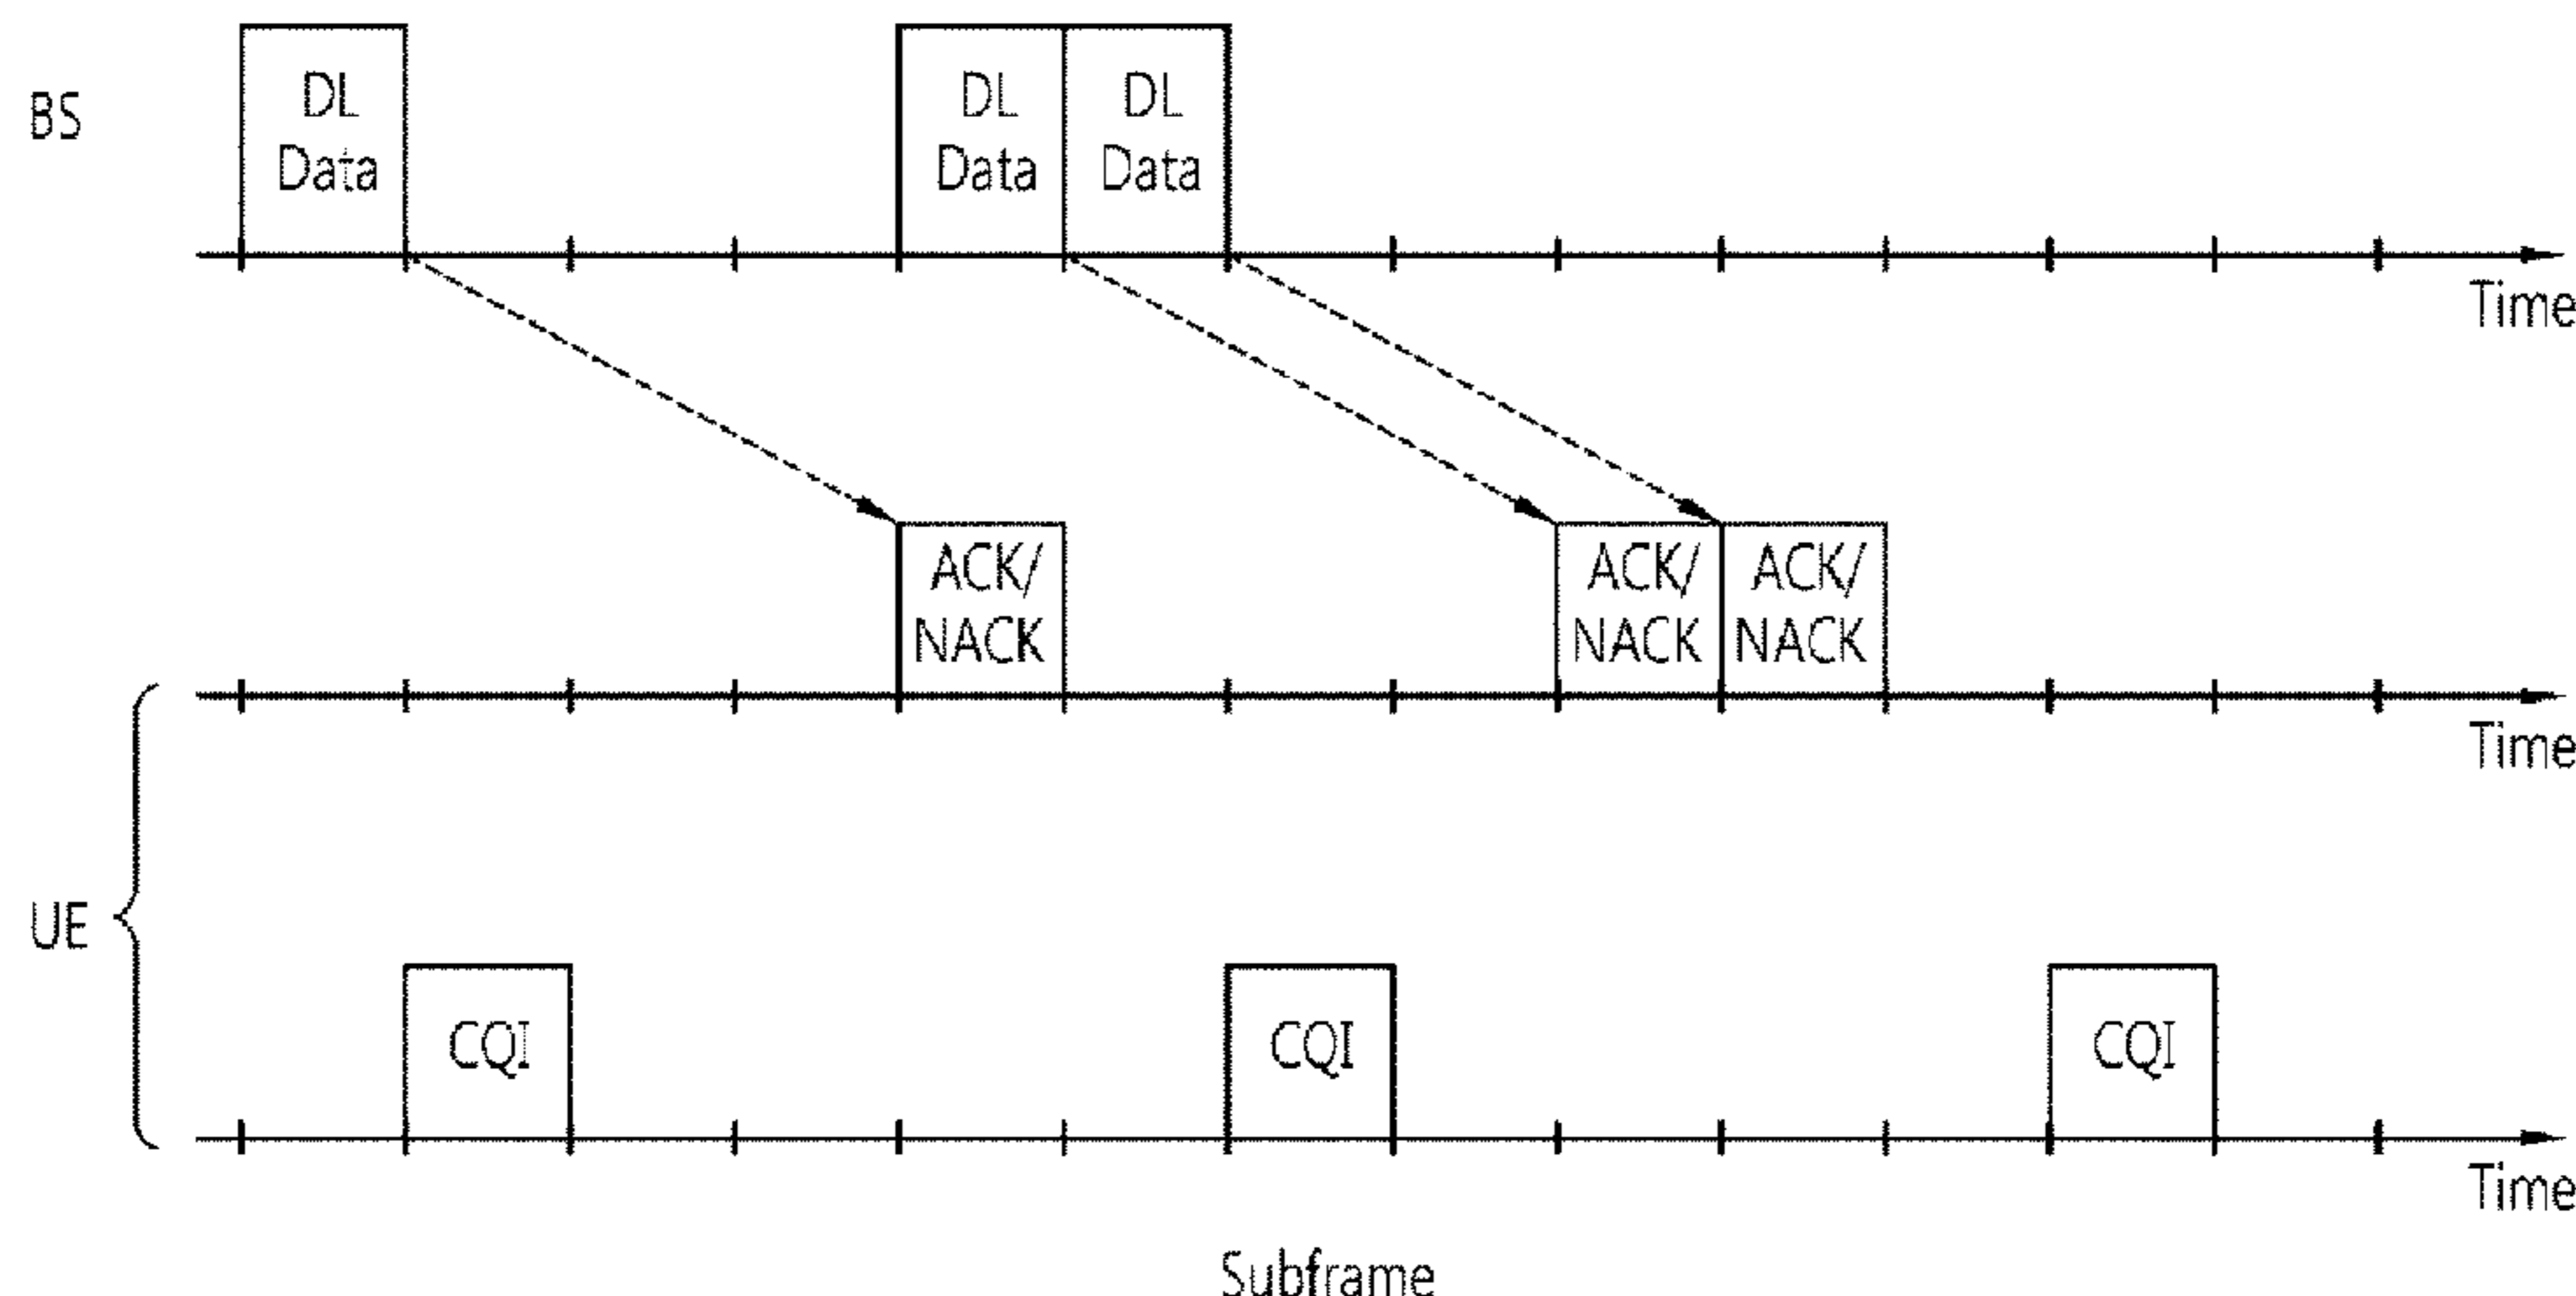 BS
DL
Data
DL
Data
DL
Data
Time
ACK/
NACK
ACK/
NACK
ACK/
NACK
Time
UE
CQI
CQI
CQI
Time
Subframe